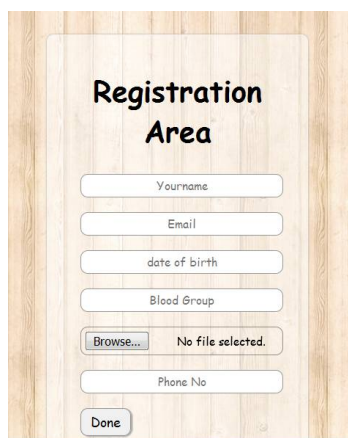 Registration
Area
Yourname
Email
date of birth
Blood Group
Browse... No file selected.
Phone No
Done